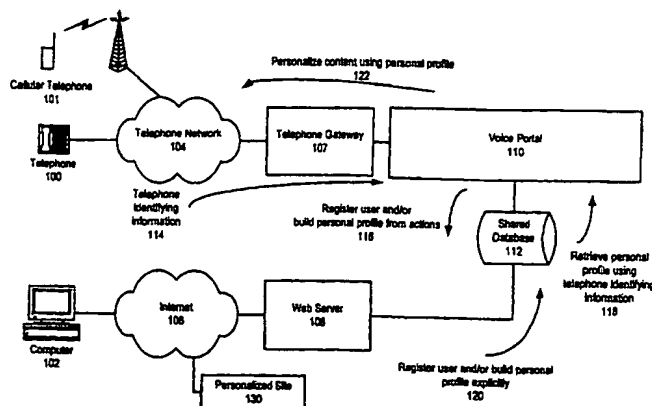 Personalize content using personal profile
122
Cellular Telephone
101
Telephone Network
104
Telephone Gateway
107
Voice Portal
110
Telephone
100
Telephone
Identifying
Information
114
Register user and/or
build personal profile from actions
116
Shared
Database
112
Retrieve personal
profile using
telephone identifying
information
118
Internet
106
Web Server
108
Computer
102
Register user and/or build personal
profile explicitly
120
Personalized Site
130